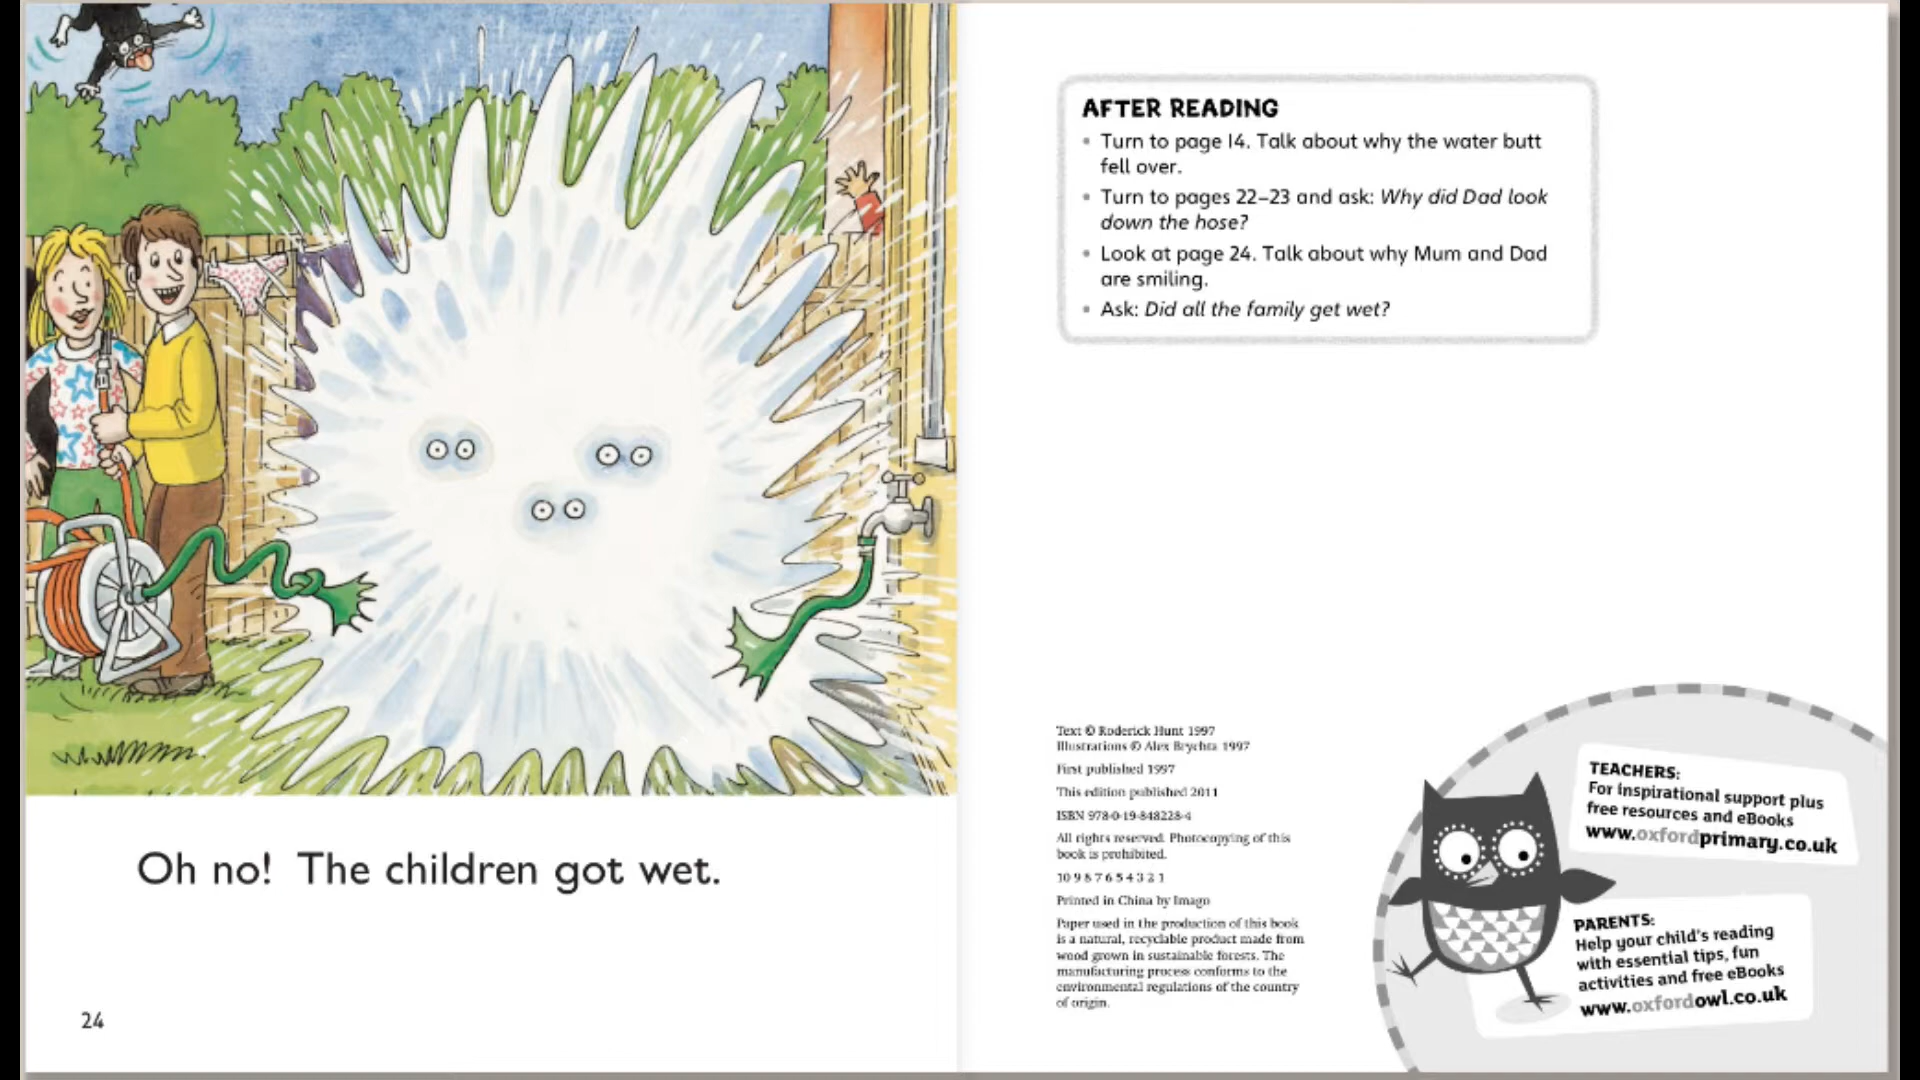 Oh no!  The children got wet.
24
AFTER READING
• Turn to page 14. Talk about why the water butt
fell over.
• Turn to pages 22–23 and ask: Why did Dad look
down the hose?
• Look at page 24. Talk about why Mum and Dad
are smiling.
• Ask: Did all the family get wet?
Text © Roderick Hunt 1997
Illustrations © Alex Brychta 1997
First published 1997
This edition published 2011
ISBN 978-0-19-848228-4
All rights reserved. Photocopying of this
book is prohibited.
10 9 8 7 6 5 4 3 2 1
Printed in China by Imago
Paper used in the production of this book
is a natural, recyclable product made from
wood grown in sustainable forests. The
manufacturing process conforms to the
environmental regulations of the country
of origin.
TEACHERS:
For inspirational support plus
free resources and eBooks
www.oxfordprimary.co.uk
PARENTS:
Help your child's reading
with essential tips, fun
activities and free eBooks
www.oxfordowl.co.uk